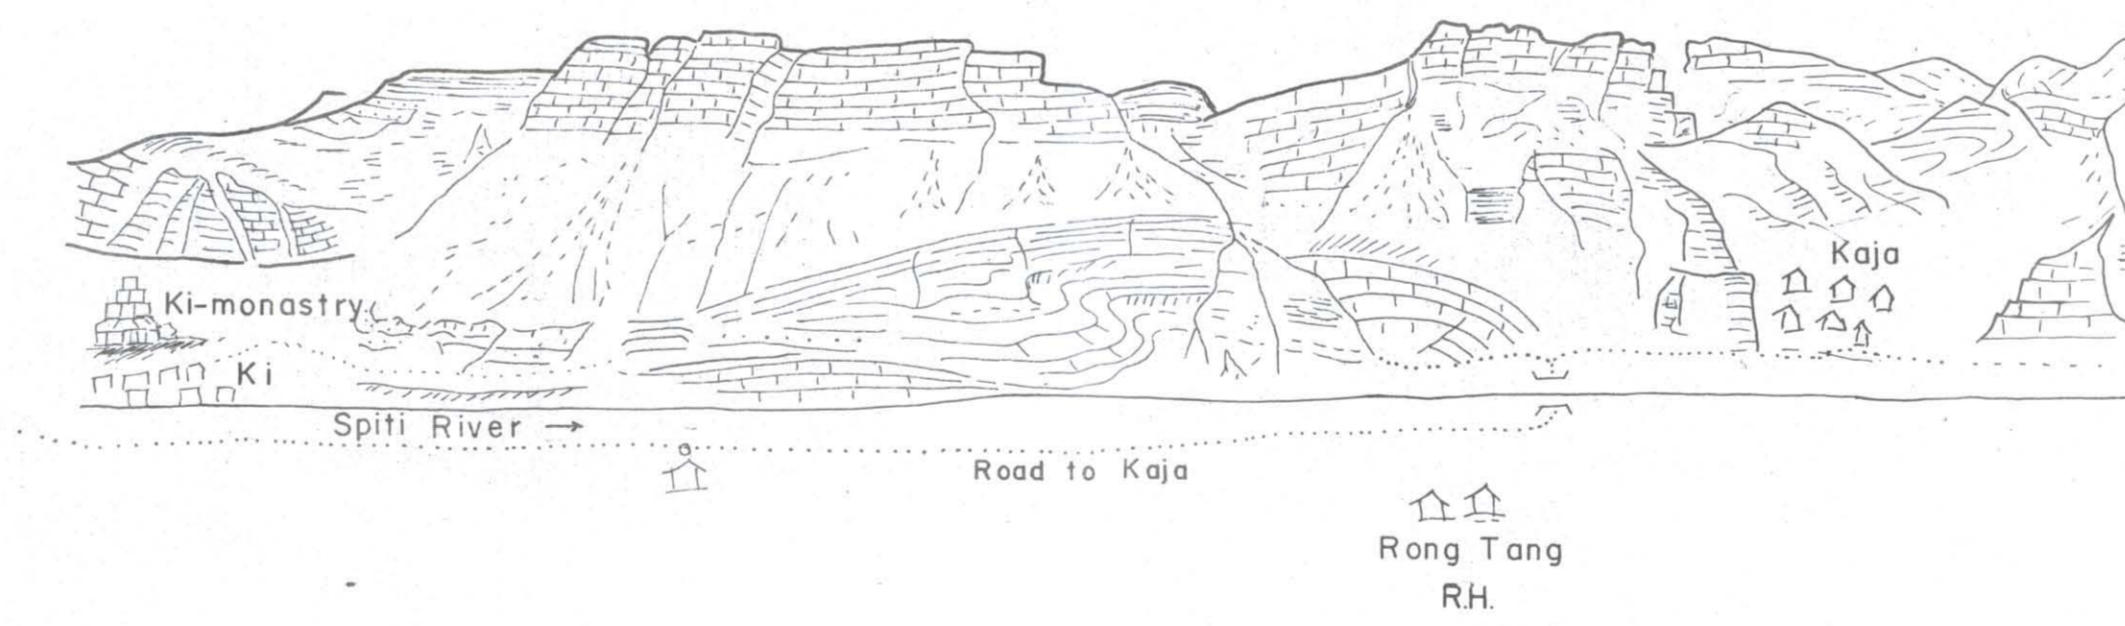 Kaja
Ki-monastry
Ki
Spiti River →
Road to Kaja
Rong Tang
R.H.